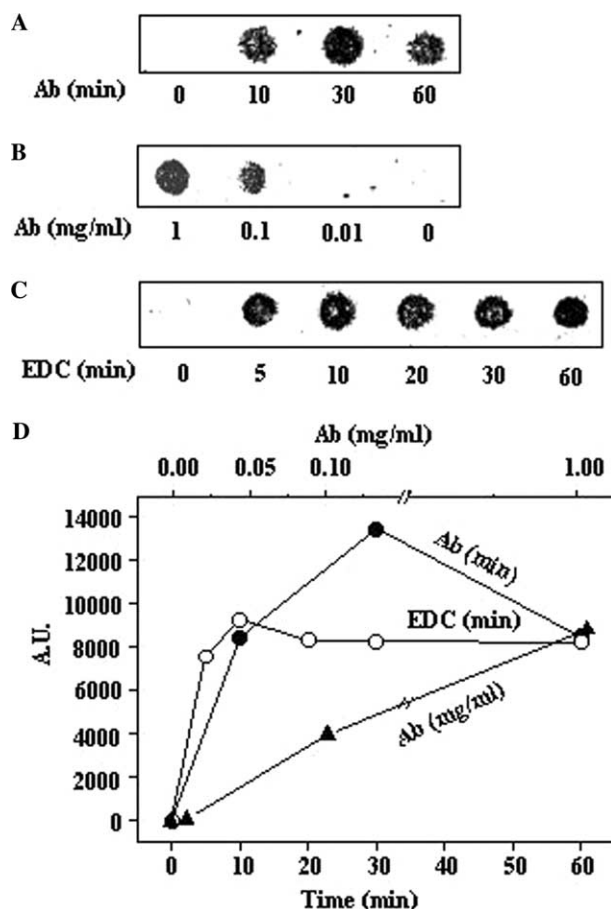 A
Ab (min) 0 10 30 60
B
Ab (mg/ml) 1 0.1 0.01 0
C
EDC (min) 0 5 10 20 30 60
D
Ab (mg/ml)
0.00 0.05 0.10 1.00
14000
12000
10000
8000
6000
4000
2000
0
A.U.
Ab (min)
EDC (min)
Ab (mg/ml)
0 10 20 30 40 50 60
Time (min)